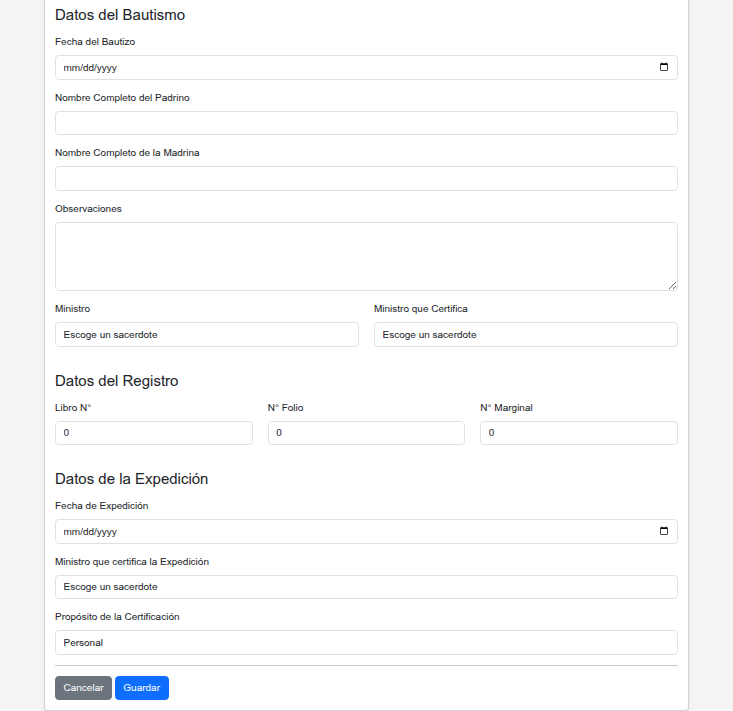 Datos del Bautismo
Fecha del Bautizo
mm/dd/yyyy
Nombre Completo del Padrino
Nombre Completo de la Madrina
Observaciones
Ministro Ministro que Certifica
Escoge un sacerdote Escoge un sacerdote
Datos del Registro
Libro N° N° Folio N° Marginal
0 0 0
Datos de la Expedición
Fecha de Expedición
mm/dd/yyyy
Ministro que certifica la Expedición
Escoge un sacerdote
Propósito de la Certificación
Personal
Cancelar Guardar